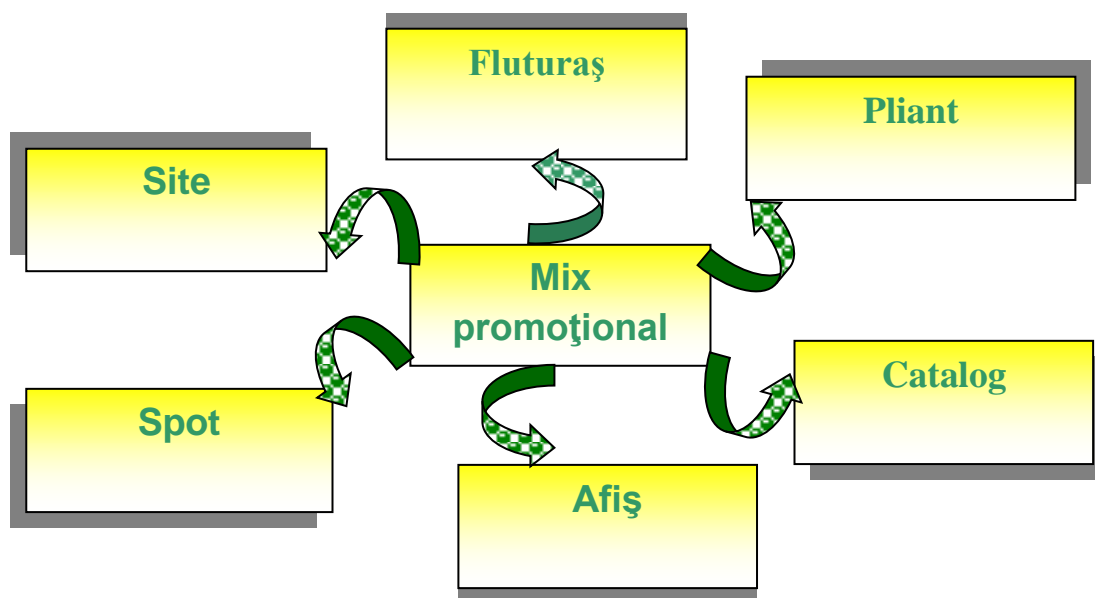 Fluturaş
Pliant
Site
Mix
promoţional
Catalog
Spot
Afiş